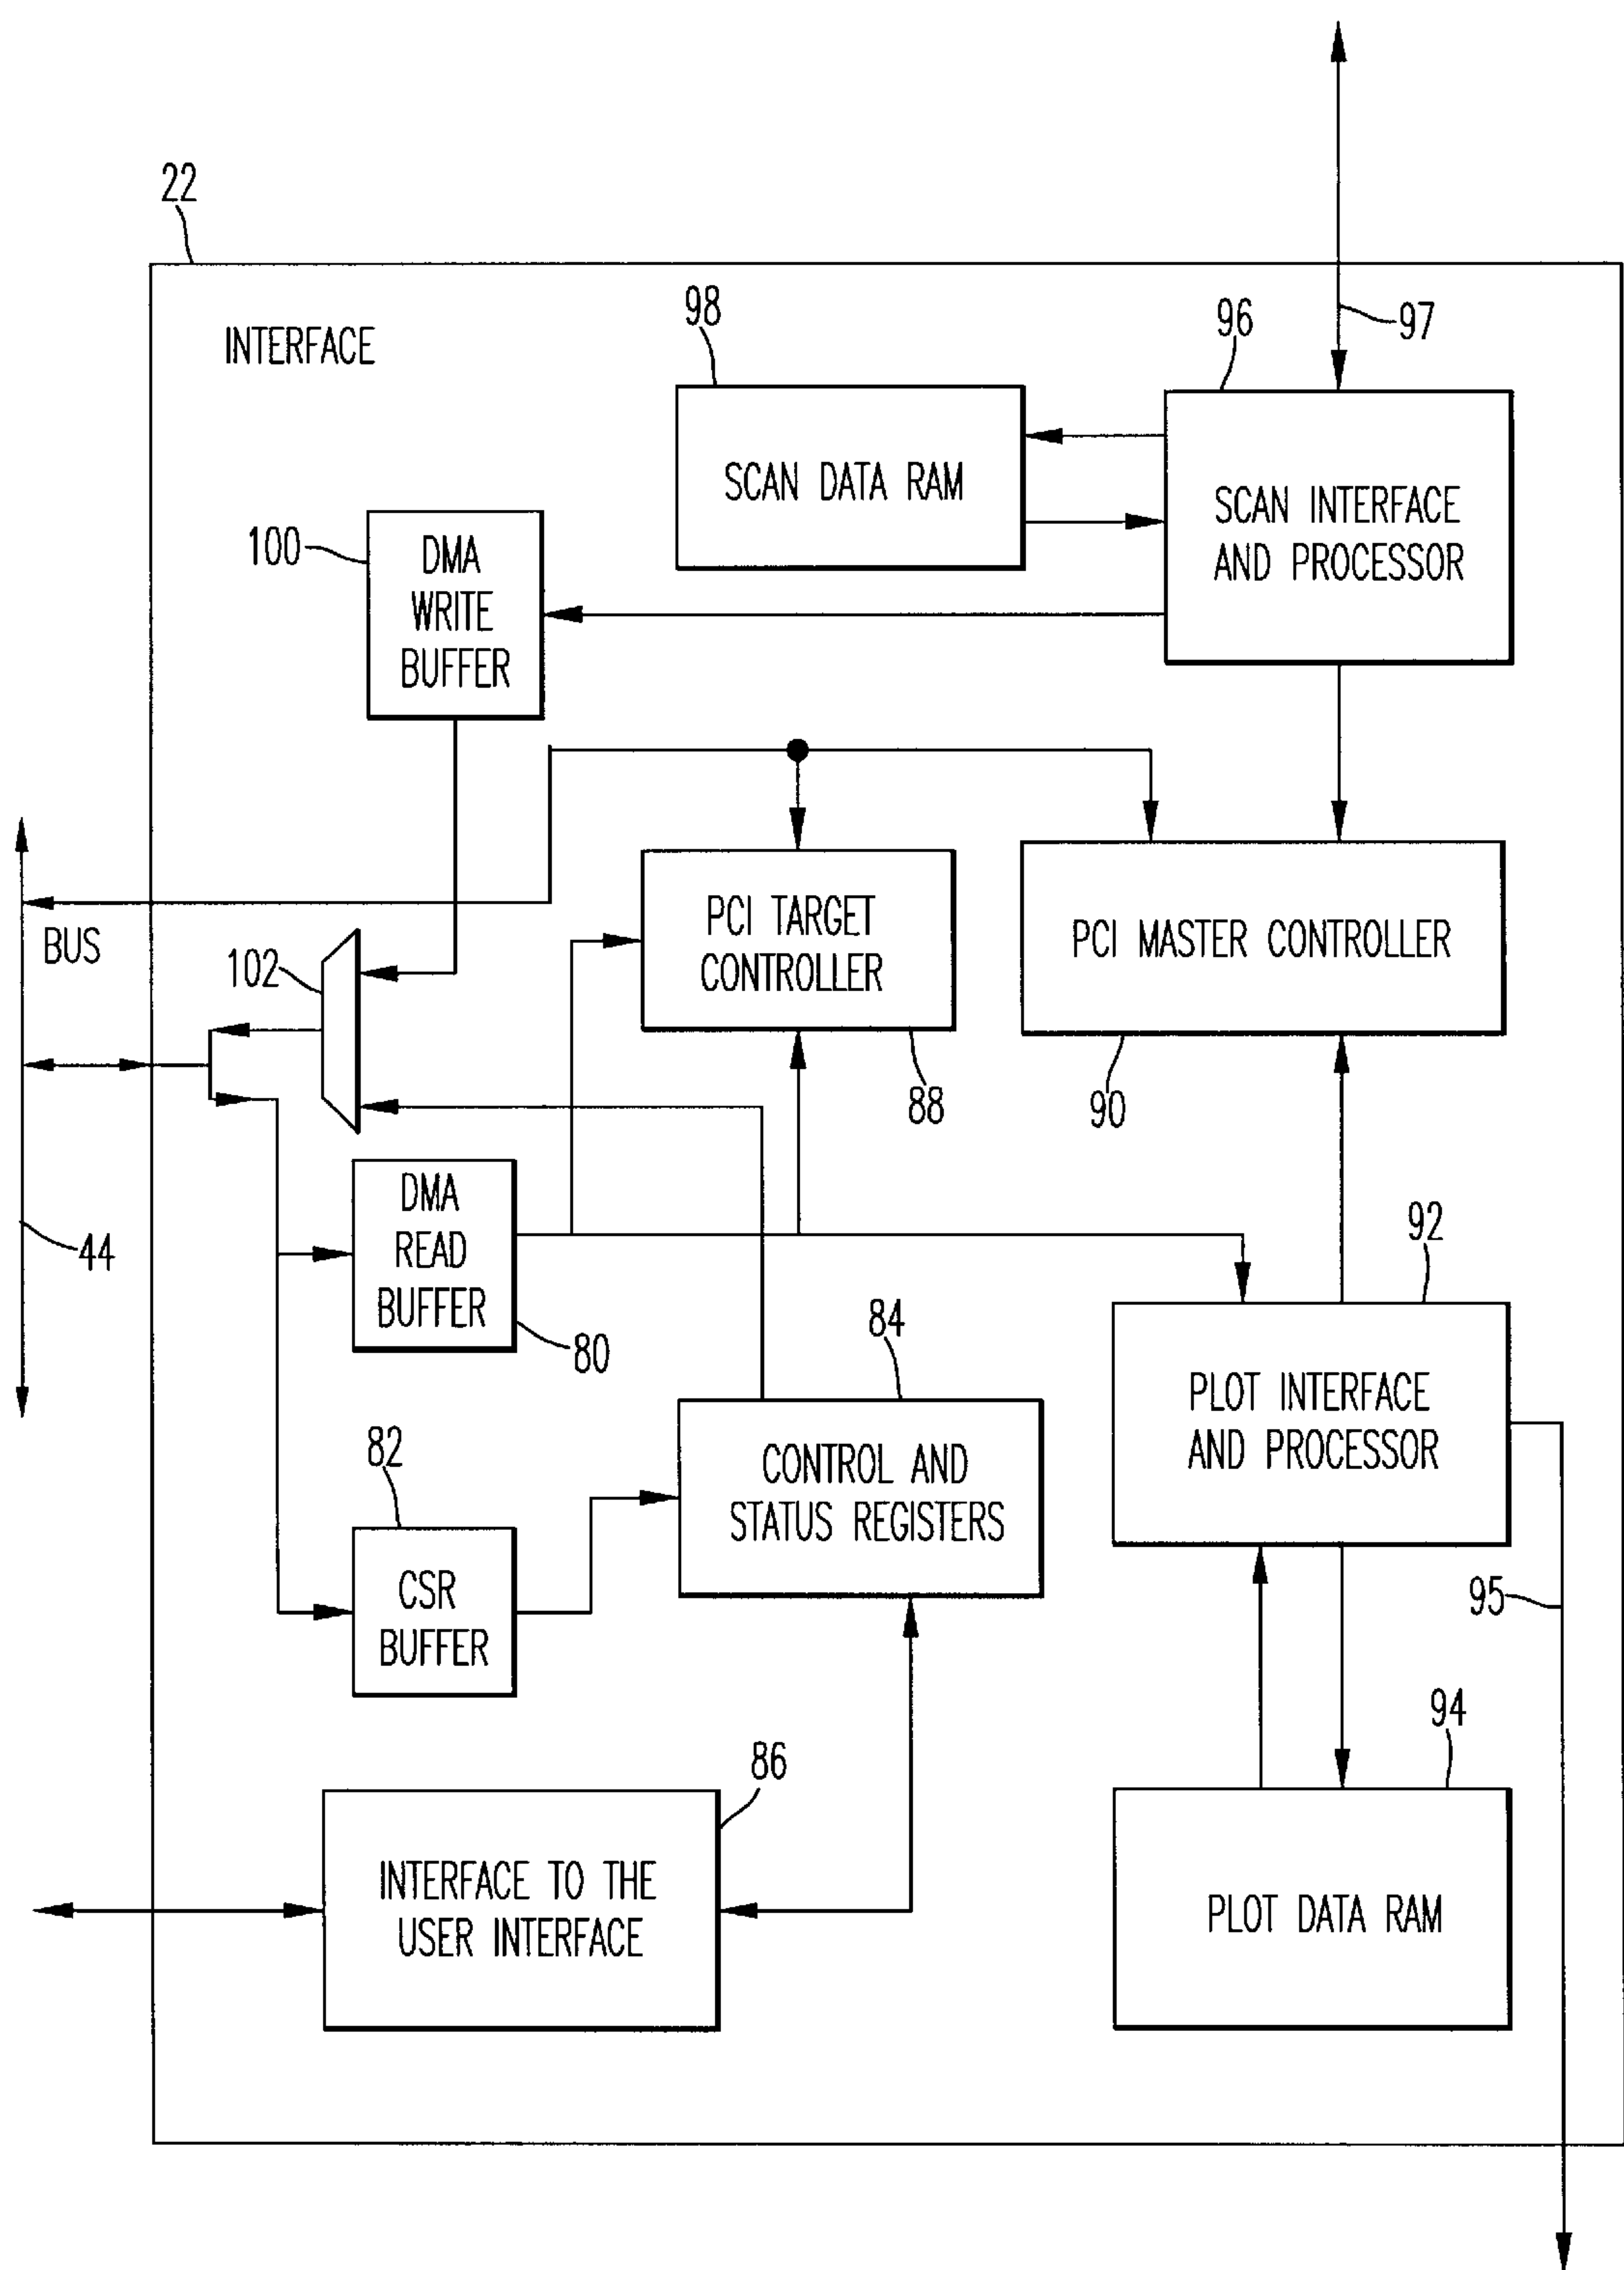 22
INTERFACE
98
96
97
SCAN DATA RAM
SCAN INTERFACE
AND PROCESSOR
100
DMA
WRITE
BUFFER
BUS
102
PCI TARGET
CONTROLLER
PCI MASTER CONTROLLER
88
90
44
DMA
READ
BUFFER
80
92
84
PLOT INTERFACE
AND PROCESSOR
82
CONTROL AND
STATUS REGISTERS
CSR
BUFFER
95
86
94
INTERFACE TO THE
USER INTERFACE
PLOT DATA RAM